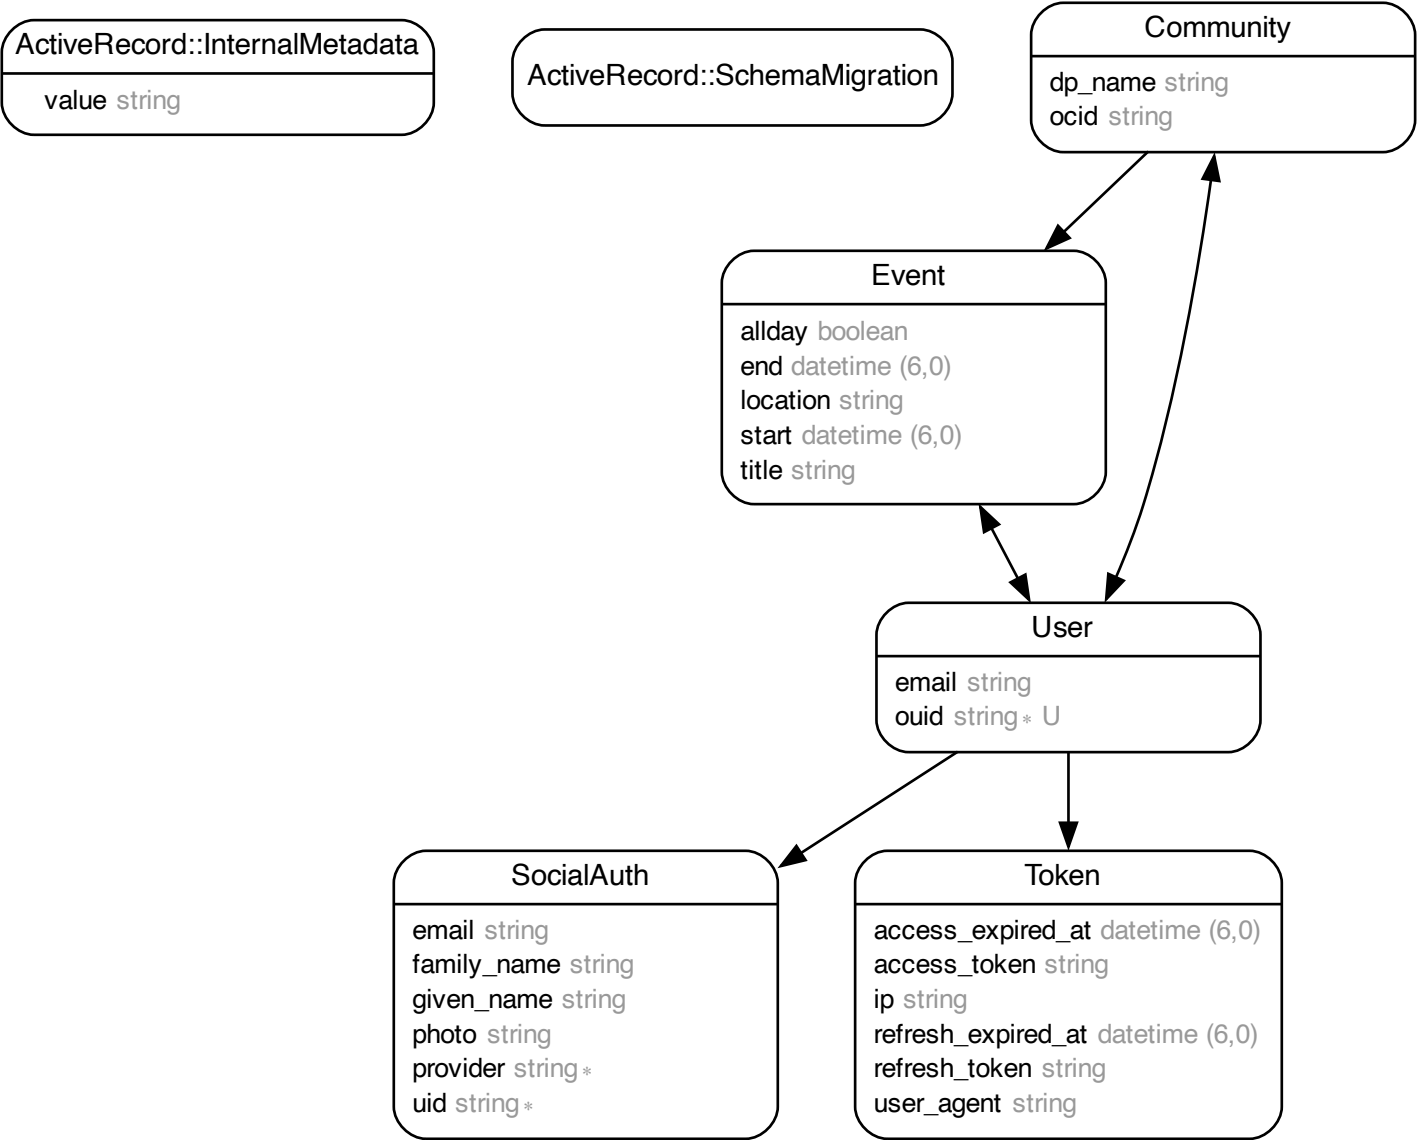 ActiveRecord::InternalMetadata
value string
ActiveRecord::SchemaMigration
Community
dp_name string
ocid string
Event
allday boolean
end datetime (6,0)
location string
start datetime (6,0)
title string
User
email string
ouid string* U
SocialAuth
email string
family_name string
given_name string
photo string
provider string*
uid string*
Token
access_expired_at datetime (6,0)
access_token string
ip string
refresh_expired_at datetime (6,0)
refresh_token string
user_agent string